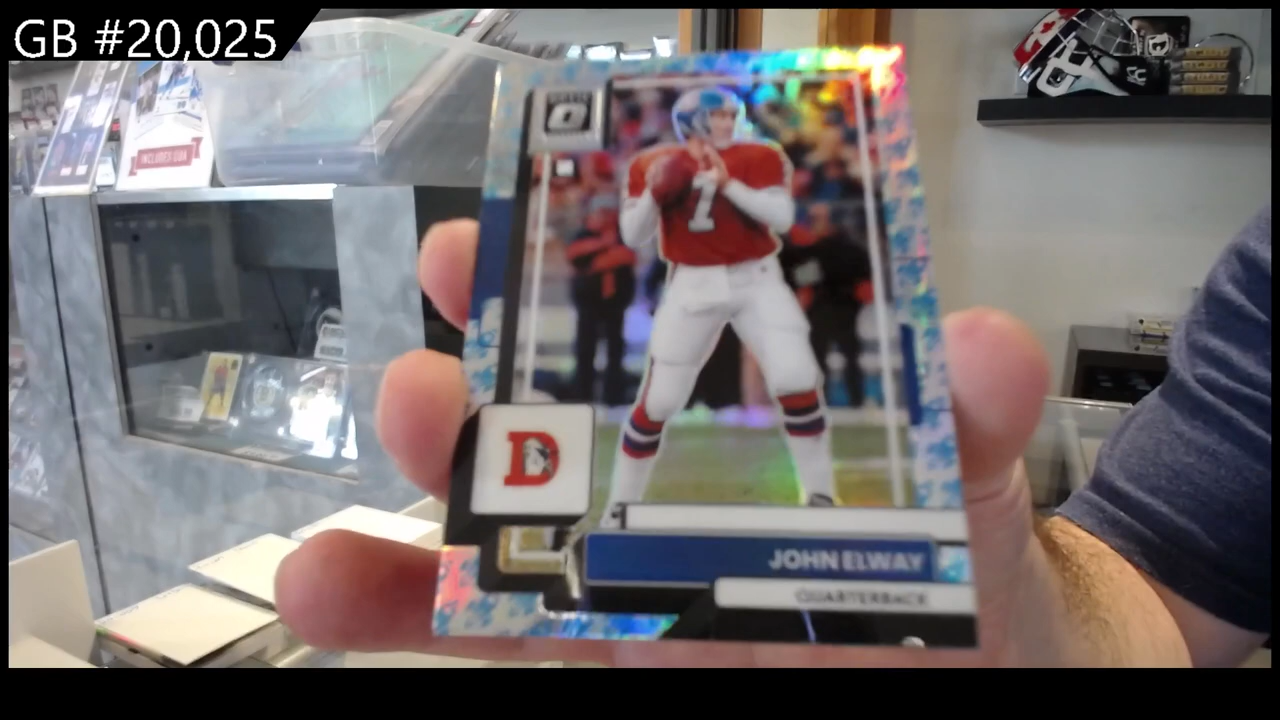 GB #20,025
INCLUDED Q&A
7
D
JOHN ELWAY
QUARTERBACK